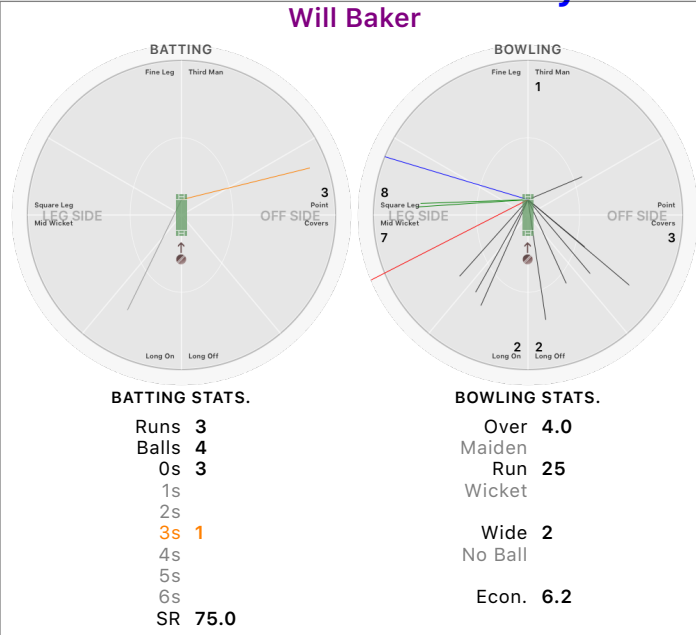 Will Baker
BATTING
Fine Leg Third Man
3
Square Leg Point
LEG SIDE OFF SIDE
Mid Wicket Covers
Long On Long Off
BOWLING
Fine Leg Third Man
1
8
Square Leg Point
LEG SIDE OFF SIDE
Mid Wicket Covers
7 3
2 2
Long On Long Off
BATTING STATS.
Runs 3
Balls 4
0s 3
1s
2s
3s 1
4s
5s
6s
SR 75.0
BOWLING STATS.
Over 4.0
Maiden
Run 25
Wicket
Wide 2
No Ball
Econ. 6.2